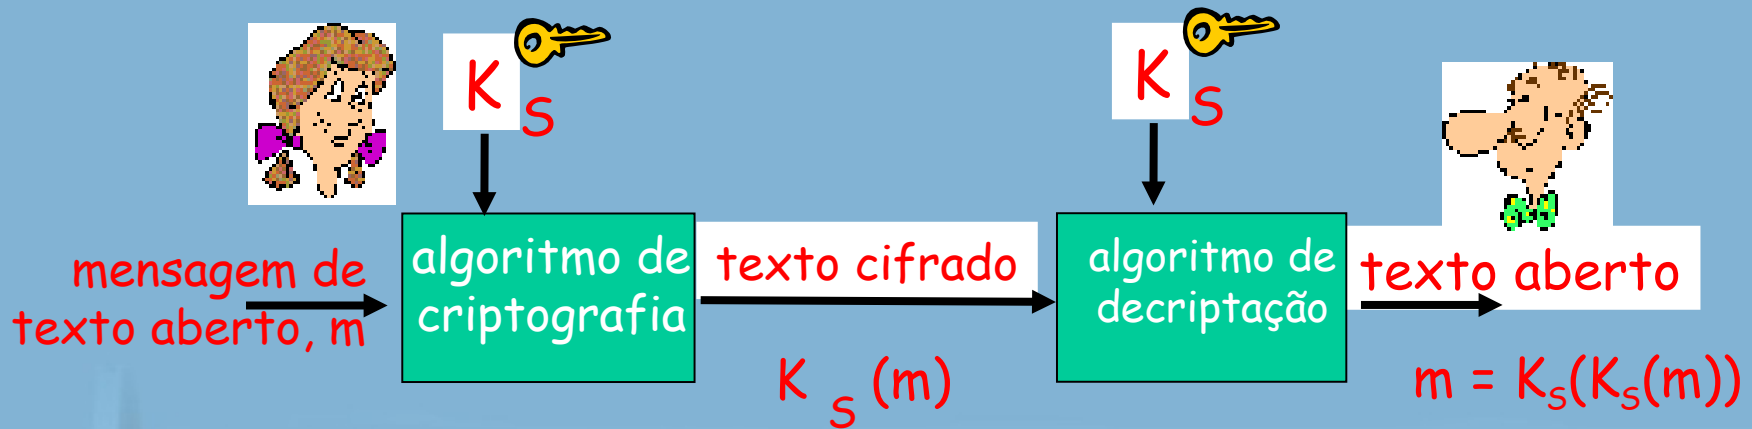 K S
K S
mensagem de
texto aberto, m
algoritmo de
criptografia
texto cifrado
K S (m)
algoritmo de
decriptação
texto aberto
m = KS(KS(m))